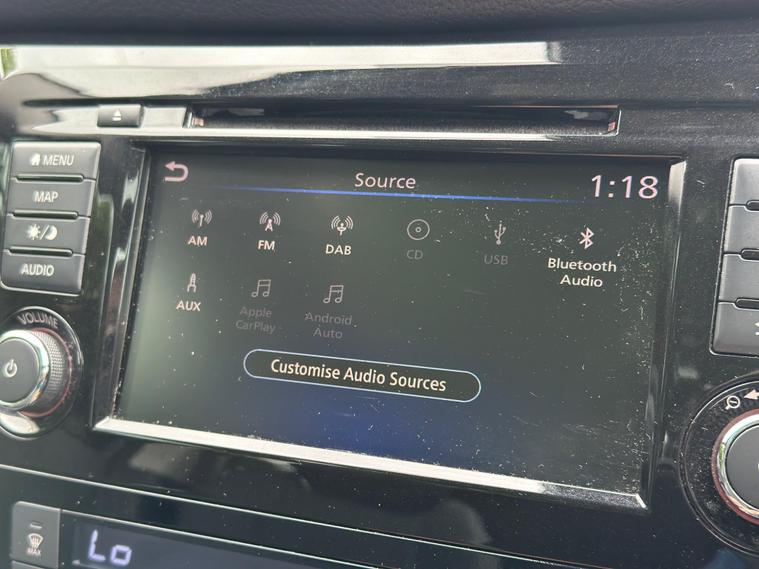 MENU
MAP
AUDIO
VOLUME
Source
1:18
AM
FM
DAB
CD
USB
Bluetooth
Audio
AUX
Apple
CarPlay
Android
Auto
Customise Audio Sources
MAX
Lo